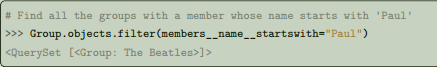 # Find all the groups with a member whose name starts with 'Paul'
>>> Group.objects.filter(members__name__startswith="Paul")
<QuerySet [<Group: The Beatles>]>